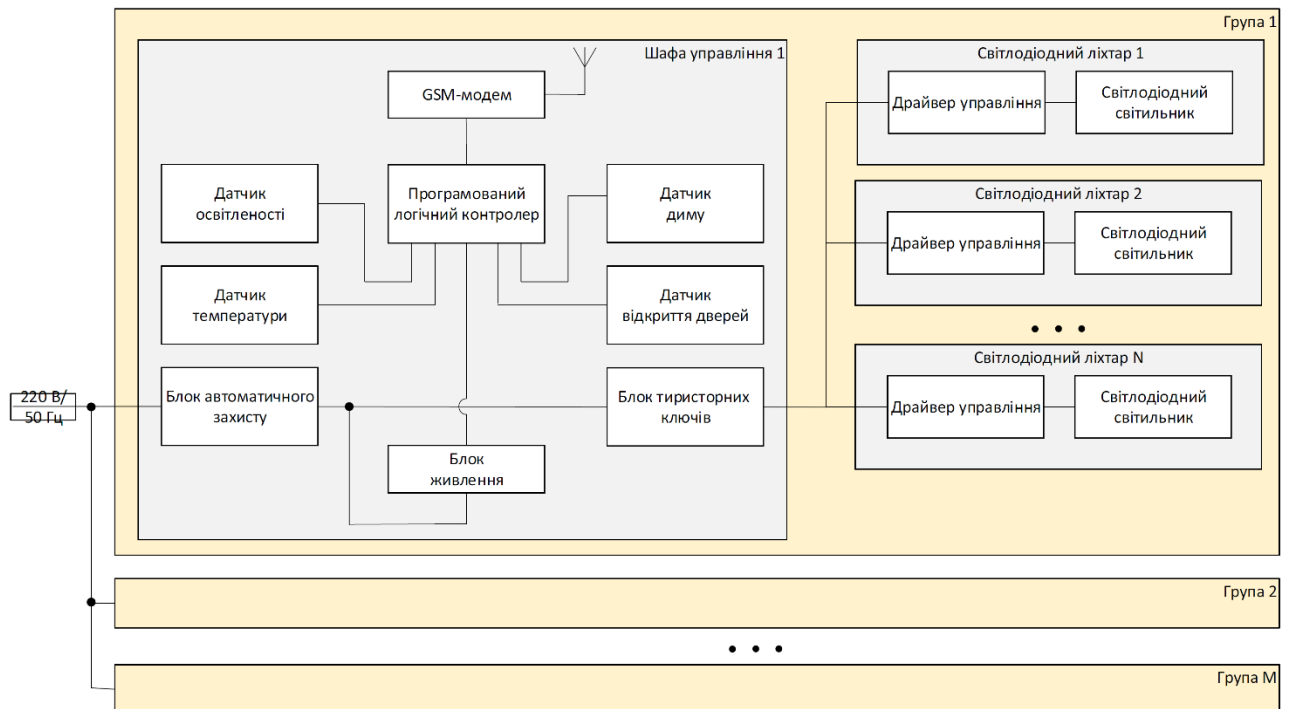 Група 1
Шафа управління 1
GSM-модем
Датчик
освітленості
Програмований
логічний контролер
Датчик
диму
Датчик
температури
Датчик
відкриття дверей
220 В/
50 Гц
Блок автоматичного
захисту
Блок тиристорних
ключів
Блок
живлення
Світлодіодний ліхтар 1
Драйвер управління
Світлодіодний
світильник
Світлодіодний ліхтар 2
Драйвер управління
Світлодіодний
світильник
Світлодіодний ліхтар N
Драйвер управління
Світлодіодний
світильник
Група 2
Група М